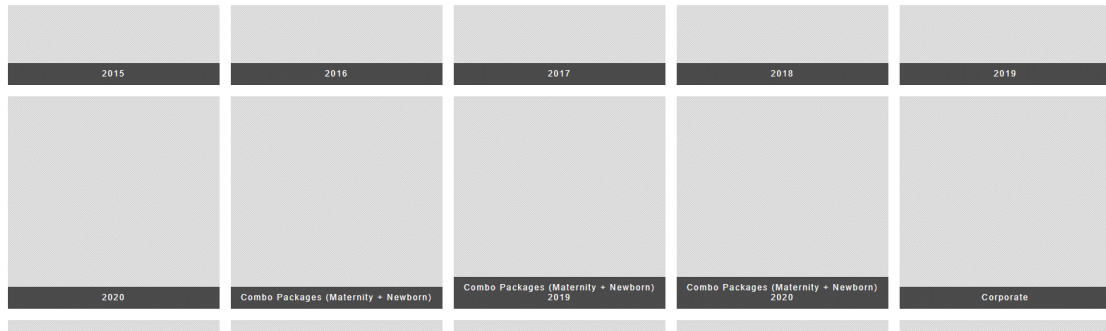 2015
2016
2017
2018
2019
2020
Combo Packages (Maternity + Newborn)
Combo Packages (Maternity + Newborn)
2019
Combo Packages (Maternity + Newborn)
2020
Corporate